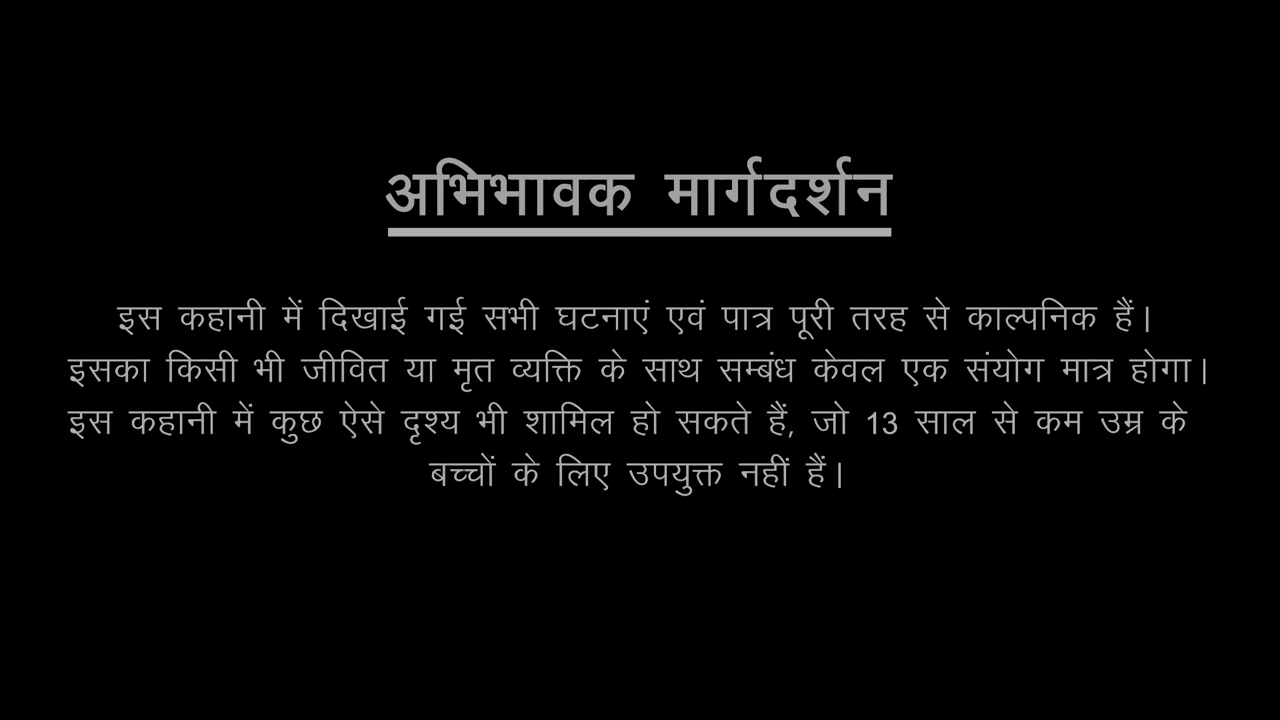 अभिभावक मार्गदर्शन
इस कहानी में दिखाई गई सभी घटनाएं एवं पात्र पूरी तरह से काल्पनिक हैं।
इसका किसी भी जीवित या मृत व्यक्ति के साथ सम्बंध केवल एक संयोग मात्र होगा।
इस कहानी में कुछ ऐसे दृश्य भी शामिल हो सकते हैं, जो 13 साल से कम उम्र के
बच्चों के लिए उपयुक्त नहीं हैं।